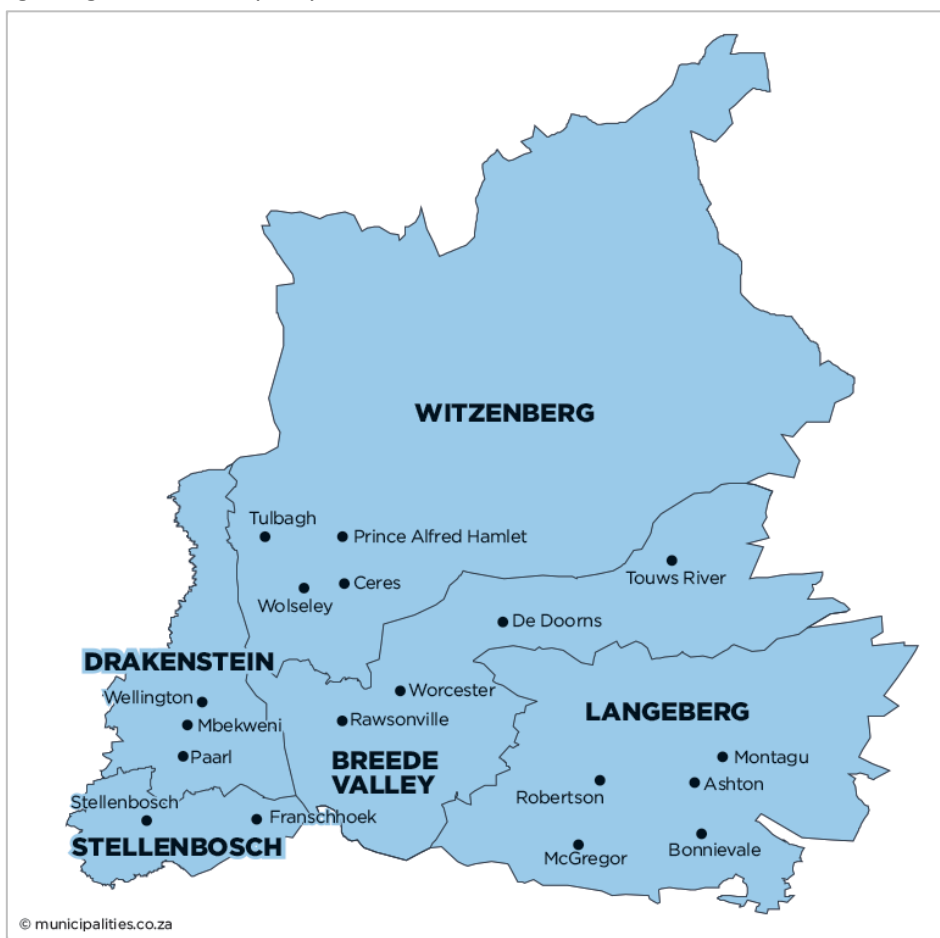 WITZENBERG
Tulbagh
Prince Alfred Hamlet
Ceres
Wolseley
Touws River
De Doorns
DRAKENSTEIN
Wellington
Mbekweni
Paarl
Worcester
Rawsonville
BREEDE
VALLEY
LANGEBERG
Montagu
Ashton
Robertson
McGregor
Bonnievale
Stellenbosch
Franschhoek
STELLENBOSCH
© municipalities.co.za